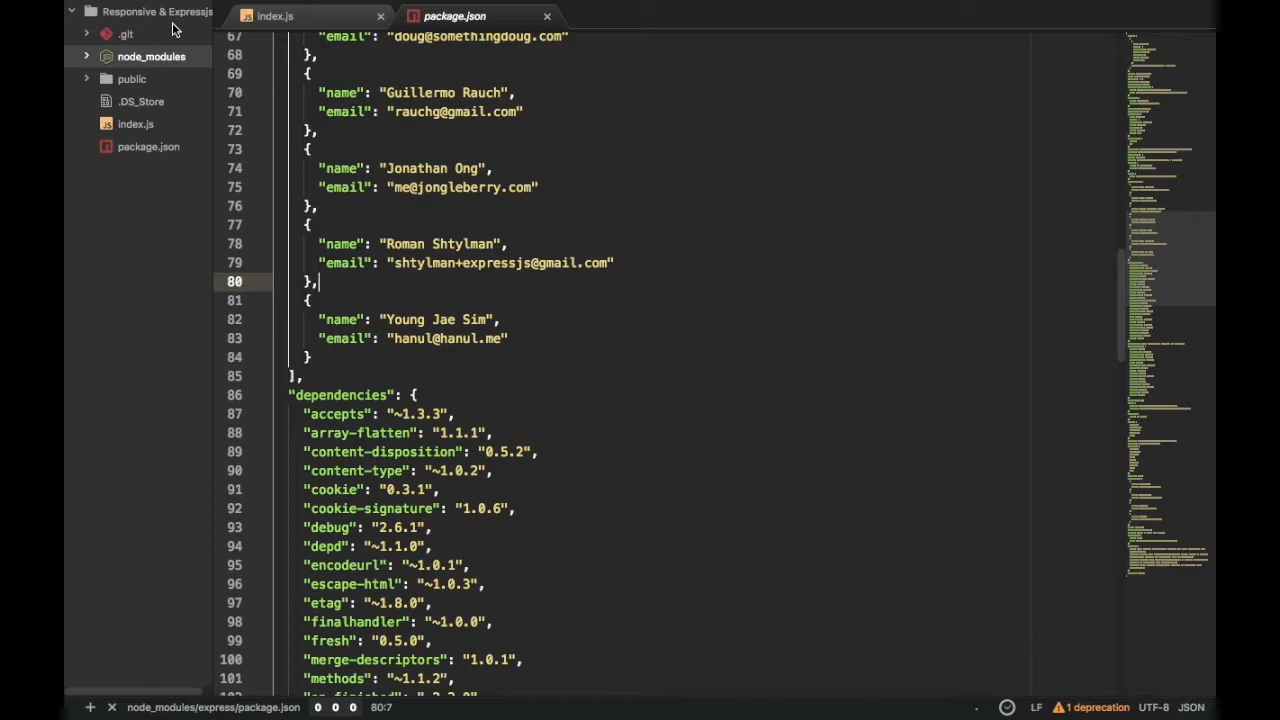 Responsive & Expressjs
.git
node_modules
public
.DS_Store
index.js
package.json
index.js
package.json
67 "email": "doug@somethingdoug.com"
68 },
69 {
70 "name": "Guillermo Rauch",
71 "email": "rauchg@gmail.com"
72 },
73 {
74 "name": "Jonathan Ong",
75 "email": "me@jongleberry.com"
76 },
77 {
78 "name": "Roman Shtylman",
79 "email": "shtylman+expressjs@gmail.com"
80 },
81 {
82 "name": "Young Jae Sim",
83 "email": "hanul@hanul.me"
84 }
85 ],
86 "dependencies": {
87 "accepts": "~1.3.3",
88 "array-flatten": "1.1.1",
89 "content-disposition": "0.5.2",
90 "content-type": "~1.0.2",
91 "cookie": "0.3.1",
92 "cookie-signature": "1.0.6",
93 "debug": "2.6.1",
94 "depd": "~1.1.0",
95 "encodeurl": "~1.0.1",
96 "escape-html": "~1.0.3",
97 "etag": "~1.8.0",
98 "finalhandler": "~1.0.0",
99 "fresh": "0.5.0",
100 "merge-descriptors": "1.0.1",
101 "methods": "~1.1.2",
node_modules/express/package.json 0 0 0 80:7
LF 1 deprecation UTF-8 JSON